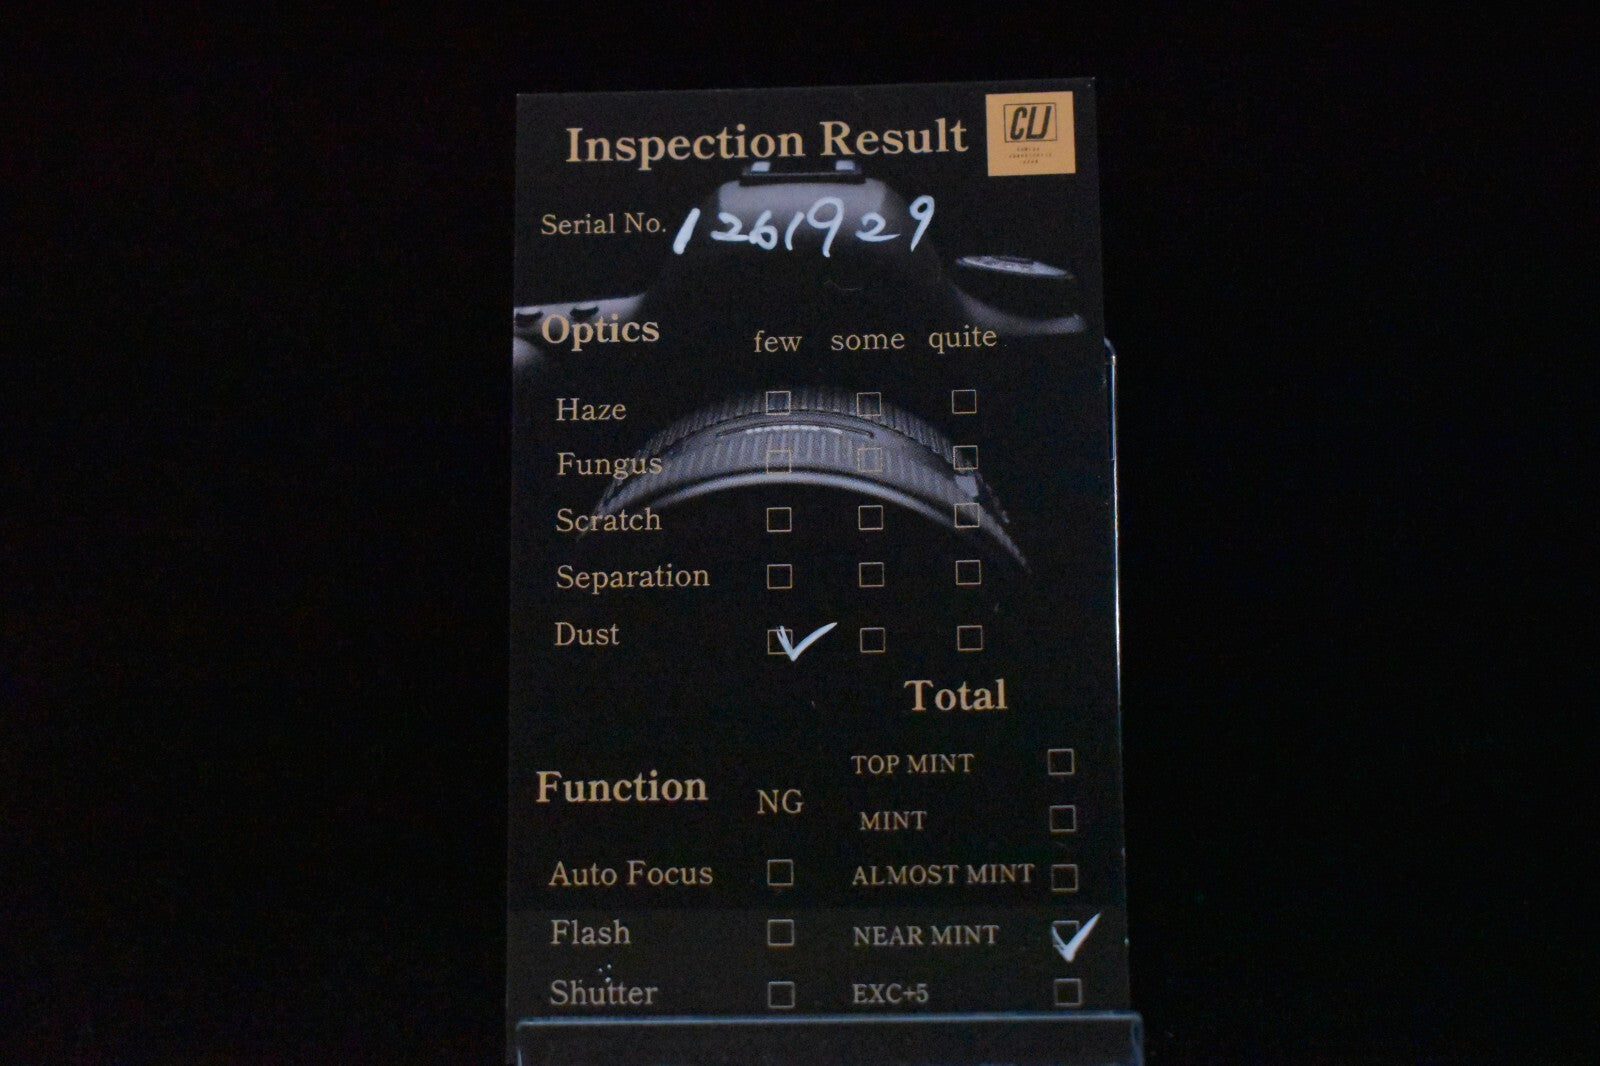 Inspection Result
CIJ
Serial No. 1261929
Optics few some quite
Haze
Fungus
Scratch
Separation
Dust
Total
TOP MINT
Function NG
MINT
Auto Focus
ALMOST MINT
Flash
NEAR MINT
Shutter
EXC+5